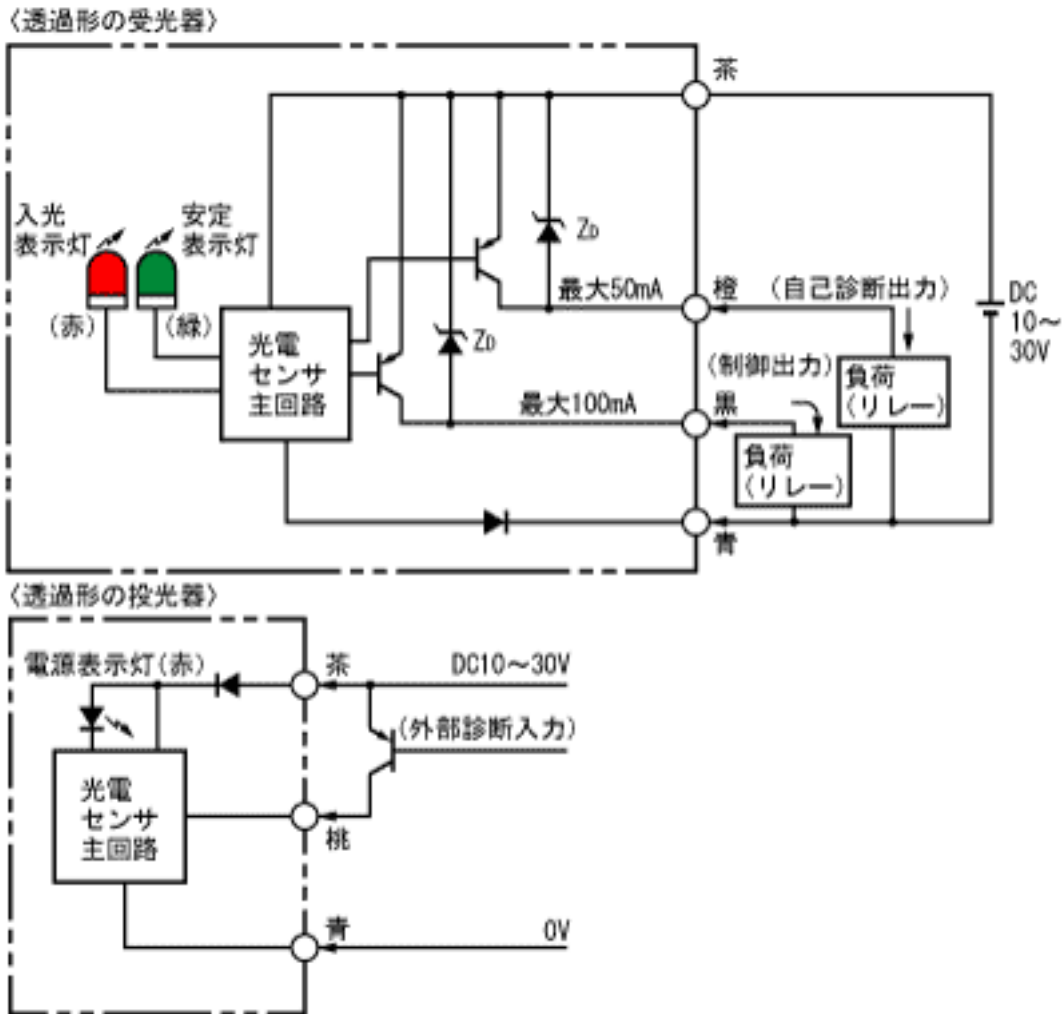 〈透過形の受光器〉
茶
入光
表示灯
安定
表示灯
(赤)
(緑)
光電
センサ
主回路
ZD
ZD
最大50mA
橙
(自己診断出力)
DC
10～
30V
(制御出力)
負荷
(リレー)
最大100mA
黒
負荷
(リレー)
青
〈透過形の投光器〉
電源表示灯(赤)
茶
DC10～30V
(外部診断入力)
光電
センサ
主回路
桃
青
0V